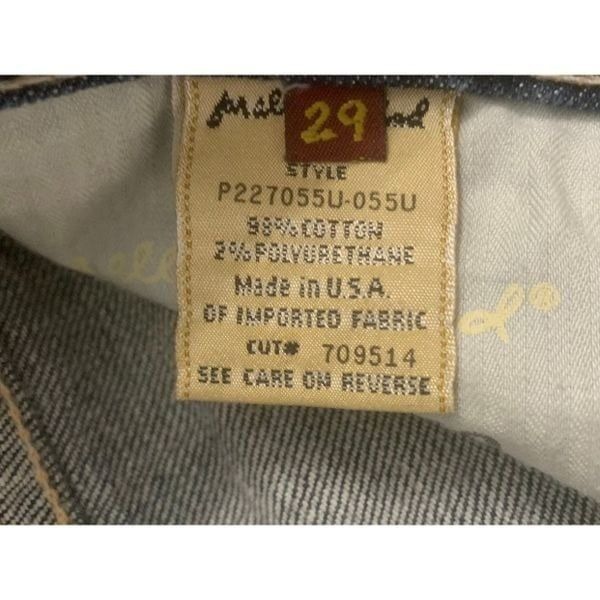 29
STYLE
P227055U-055U
98% COTTON
2% POLYURETHANE
Made in U.S.A.
OF IMPORTED FABRIC
CUT# 709514
SEE CARE ON REVERSE